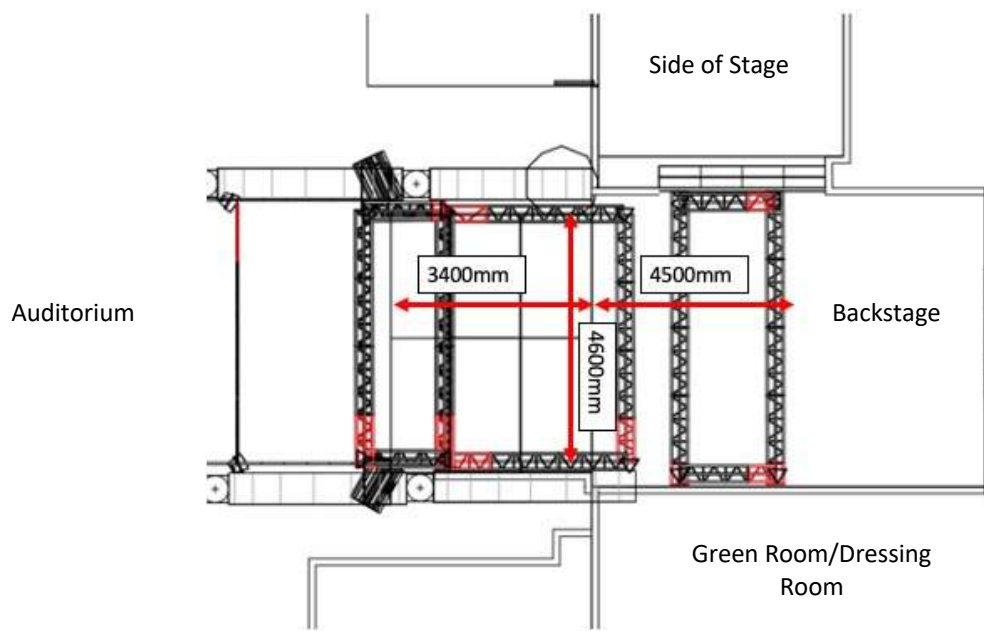 Side of Stage
3400mm
4500mm
Auditorium
4600mm
Backstage
Green Room/Dressing
Room